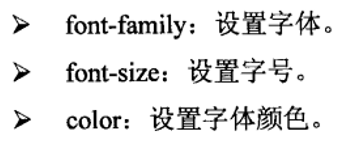 ➢ font-family：设置字体。
➢ font-size：设置字号。
➢ color：设置字体颜色。